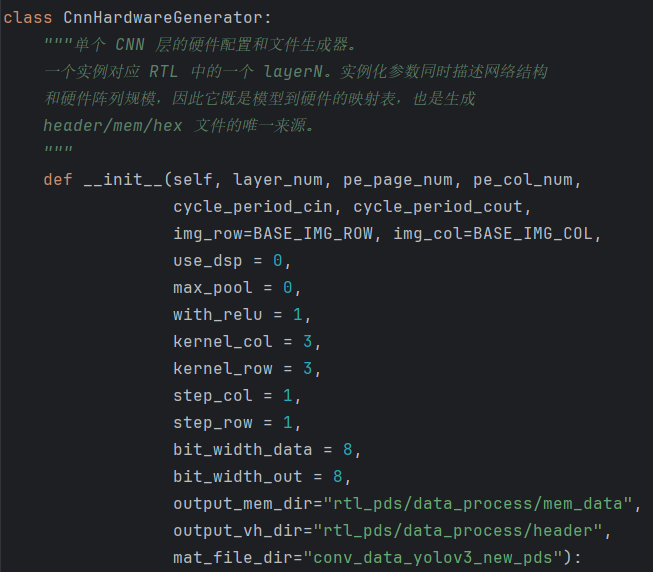 class CnnHardwareGenerator:
    """单个 CNN 层的硬件配置和文件生成器。
    一个实例对应 RTL 中的一个 layerN。实例化参数同时描述网络结构
    和硬件阵列规模，因此它既是模型到硬件的映射表，也是生成
    header/mem/hex 文件的唯一来源。
    """
    def __init__(self, layer_num, pe_page_num, pe_col_num,
                 cycle_period_cin, cycle_period_cout,
                 img_row=BASE_IMG_ROW, img_col=BASE_IMG_COL,
                 use_dsp = 0,
                 max_pool = 0,
                 with_relu = 1,
                 kernel_col = 3,
                 kernel_row = 3,
                 step_col = 1,
                 step_row = 1,
                 bit_width_data = 8,
                 bit_width_out = 8,
                 output_mem_dir="rtl_pds/data_process/mem_data",
                 output_vh_dir="rtl_pds/data_process/header",
                 mat_file_dir="conv_data_yolov3_new_pds"):